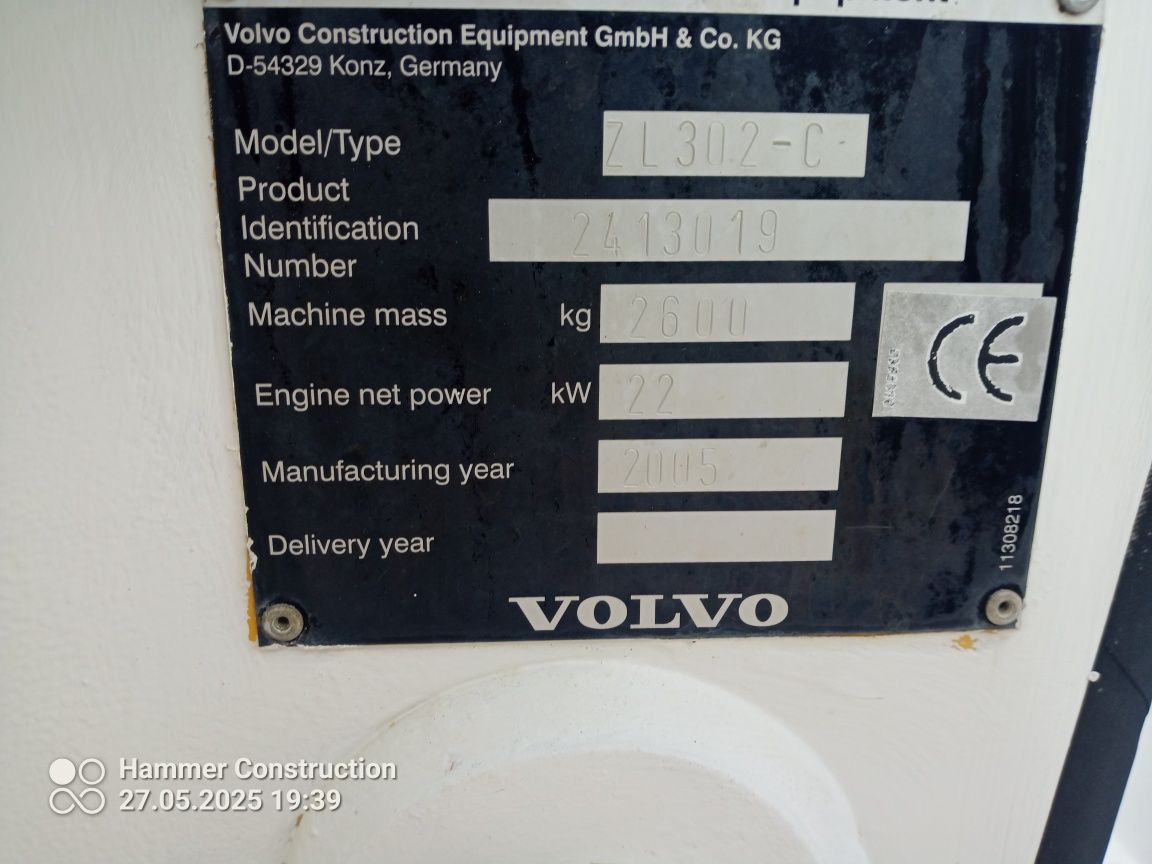 Volvo Construction Equipment GmbH & Co. KG
D-54329 Konz, Germany
Model/Type ZL302-C
Product
Identification
Number 2413019
Machine mass kg 2600
Engine net power kW 22
Manufacturing year 2005
Delivery year
CE
11308218
VOLVO
Hammer Construction
27.05.2025 19:39